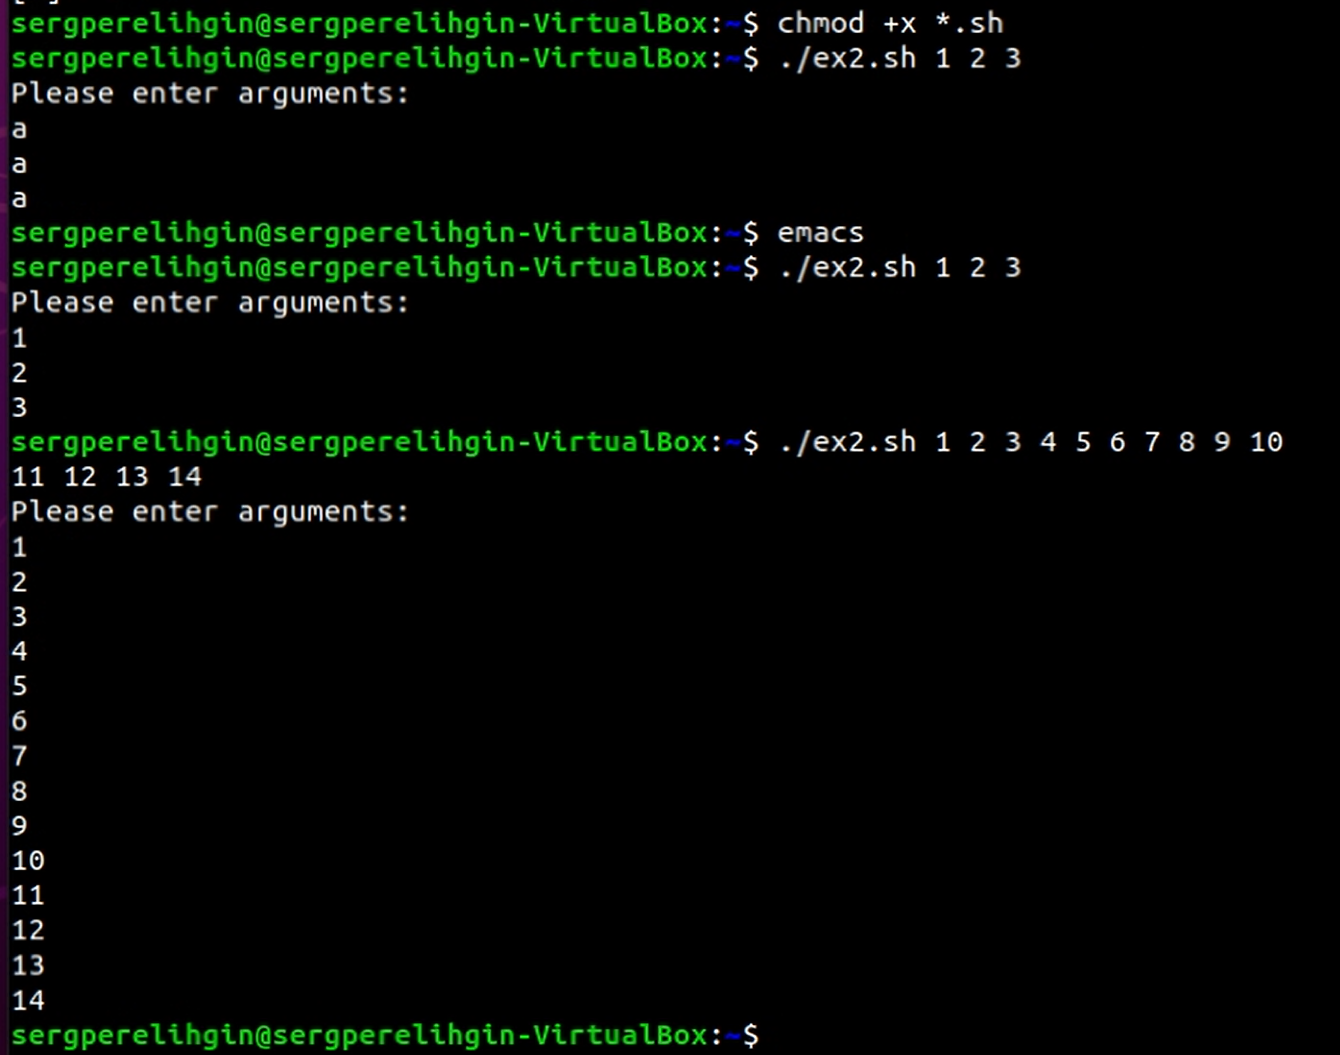 sergperelihgin@sergperelihgin-VirtualBox:~$ chmod +x *.sh
sergperelihgin@sergperelihgin-VirtualBox:~$ ./ex2.sh 1 2 3
Please enter arguments:
a
a
a
sergperelihgin@sergperelihgin-VirtualBox:~$ emacs
sergperelihgin@sergperelihgin-VirtualBox:~$ ./ex2.sh 1 2 3
Please enter arguments:
1
2
3
sergperelihgin@sergperelihgin-VirtualBox:~$ ./ex2.sh 1 2 3 4 5 6 7 8 9 10
11 12 13 14
Please enter arguments:
1
2
3
4
5
6
7
8
9
10
11
12
13
14
sergperelihgin@sergperelihgin-VirtualBox:~$